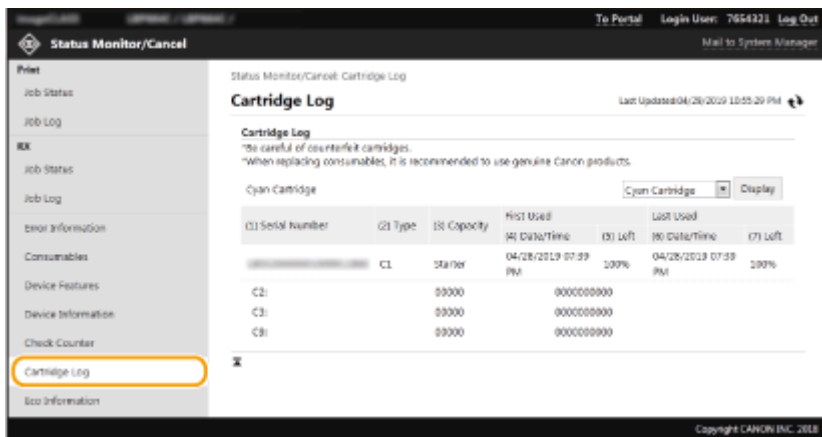 To Portal Login User: 7654321 Log Out
Status Monitor/Cancel
Mail to System Manager
Print
Job Status
Job Log
RX
Job Status
Job Log
Error Information
Consumables
Device Features
Device Information
Check Counter
Cartridge Log
Eco Information
Status Monitor/Cancel: Cartridge Log
Cartridge Log
Last Updated:04/28/2019 10:55:29 PM
Cartridge Log
*Be careful of counterfeit cartridges.
*When replacing consumables, it is recommended to use genuine Canon products.
Cyan Cartridge
Cyan Cartridge Display
(1) Serial Number (2) Type (3) Capacity First Used Last Used
(4) Date/Time (5) Left (6) Date/Time (7) Left
C1 Starter 04/28/2019 07:39 PM 100% 04/28/2019 07:39 PM 100%
C2: 00000 0000000000
C3: 00000 0000000000
C9: 00000 0000000000
Copyright CANON INC. 2018